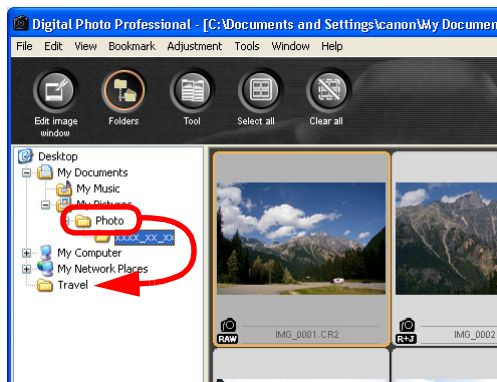 Digital Photo Professional - [C:\Documents and Settings\canon\My Documen
File Edit View Bookmark Adjustment Tools Window Help
Edit image window
Folders
Tool
Select all
Clear all
Desktop
My Documents
My Music
My Pictures
Photo
xxxx_xx_xx
My Computer
My Network Places
Travel
RAW
IMG_0001.CR2
R+J
IMG_0002